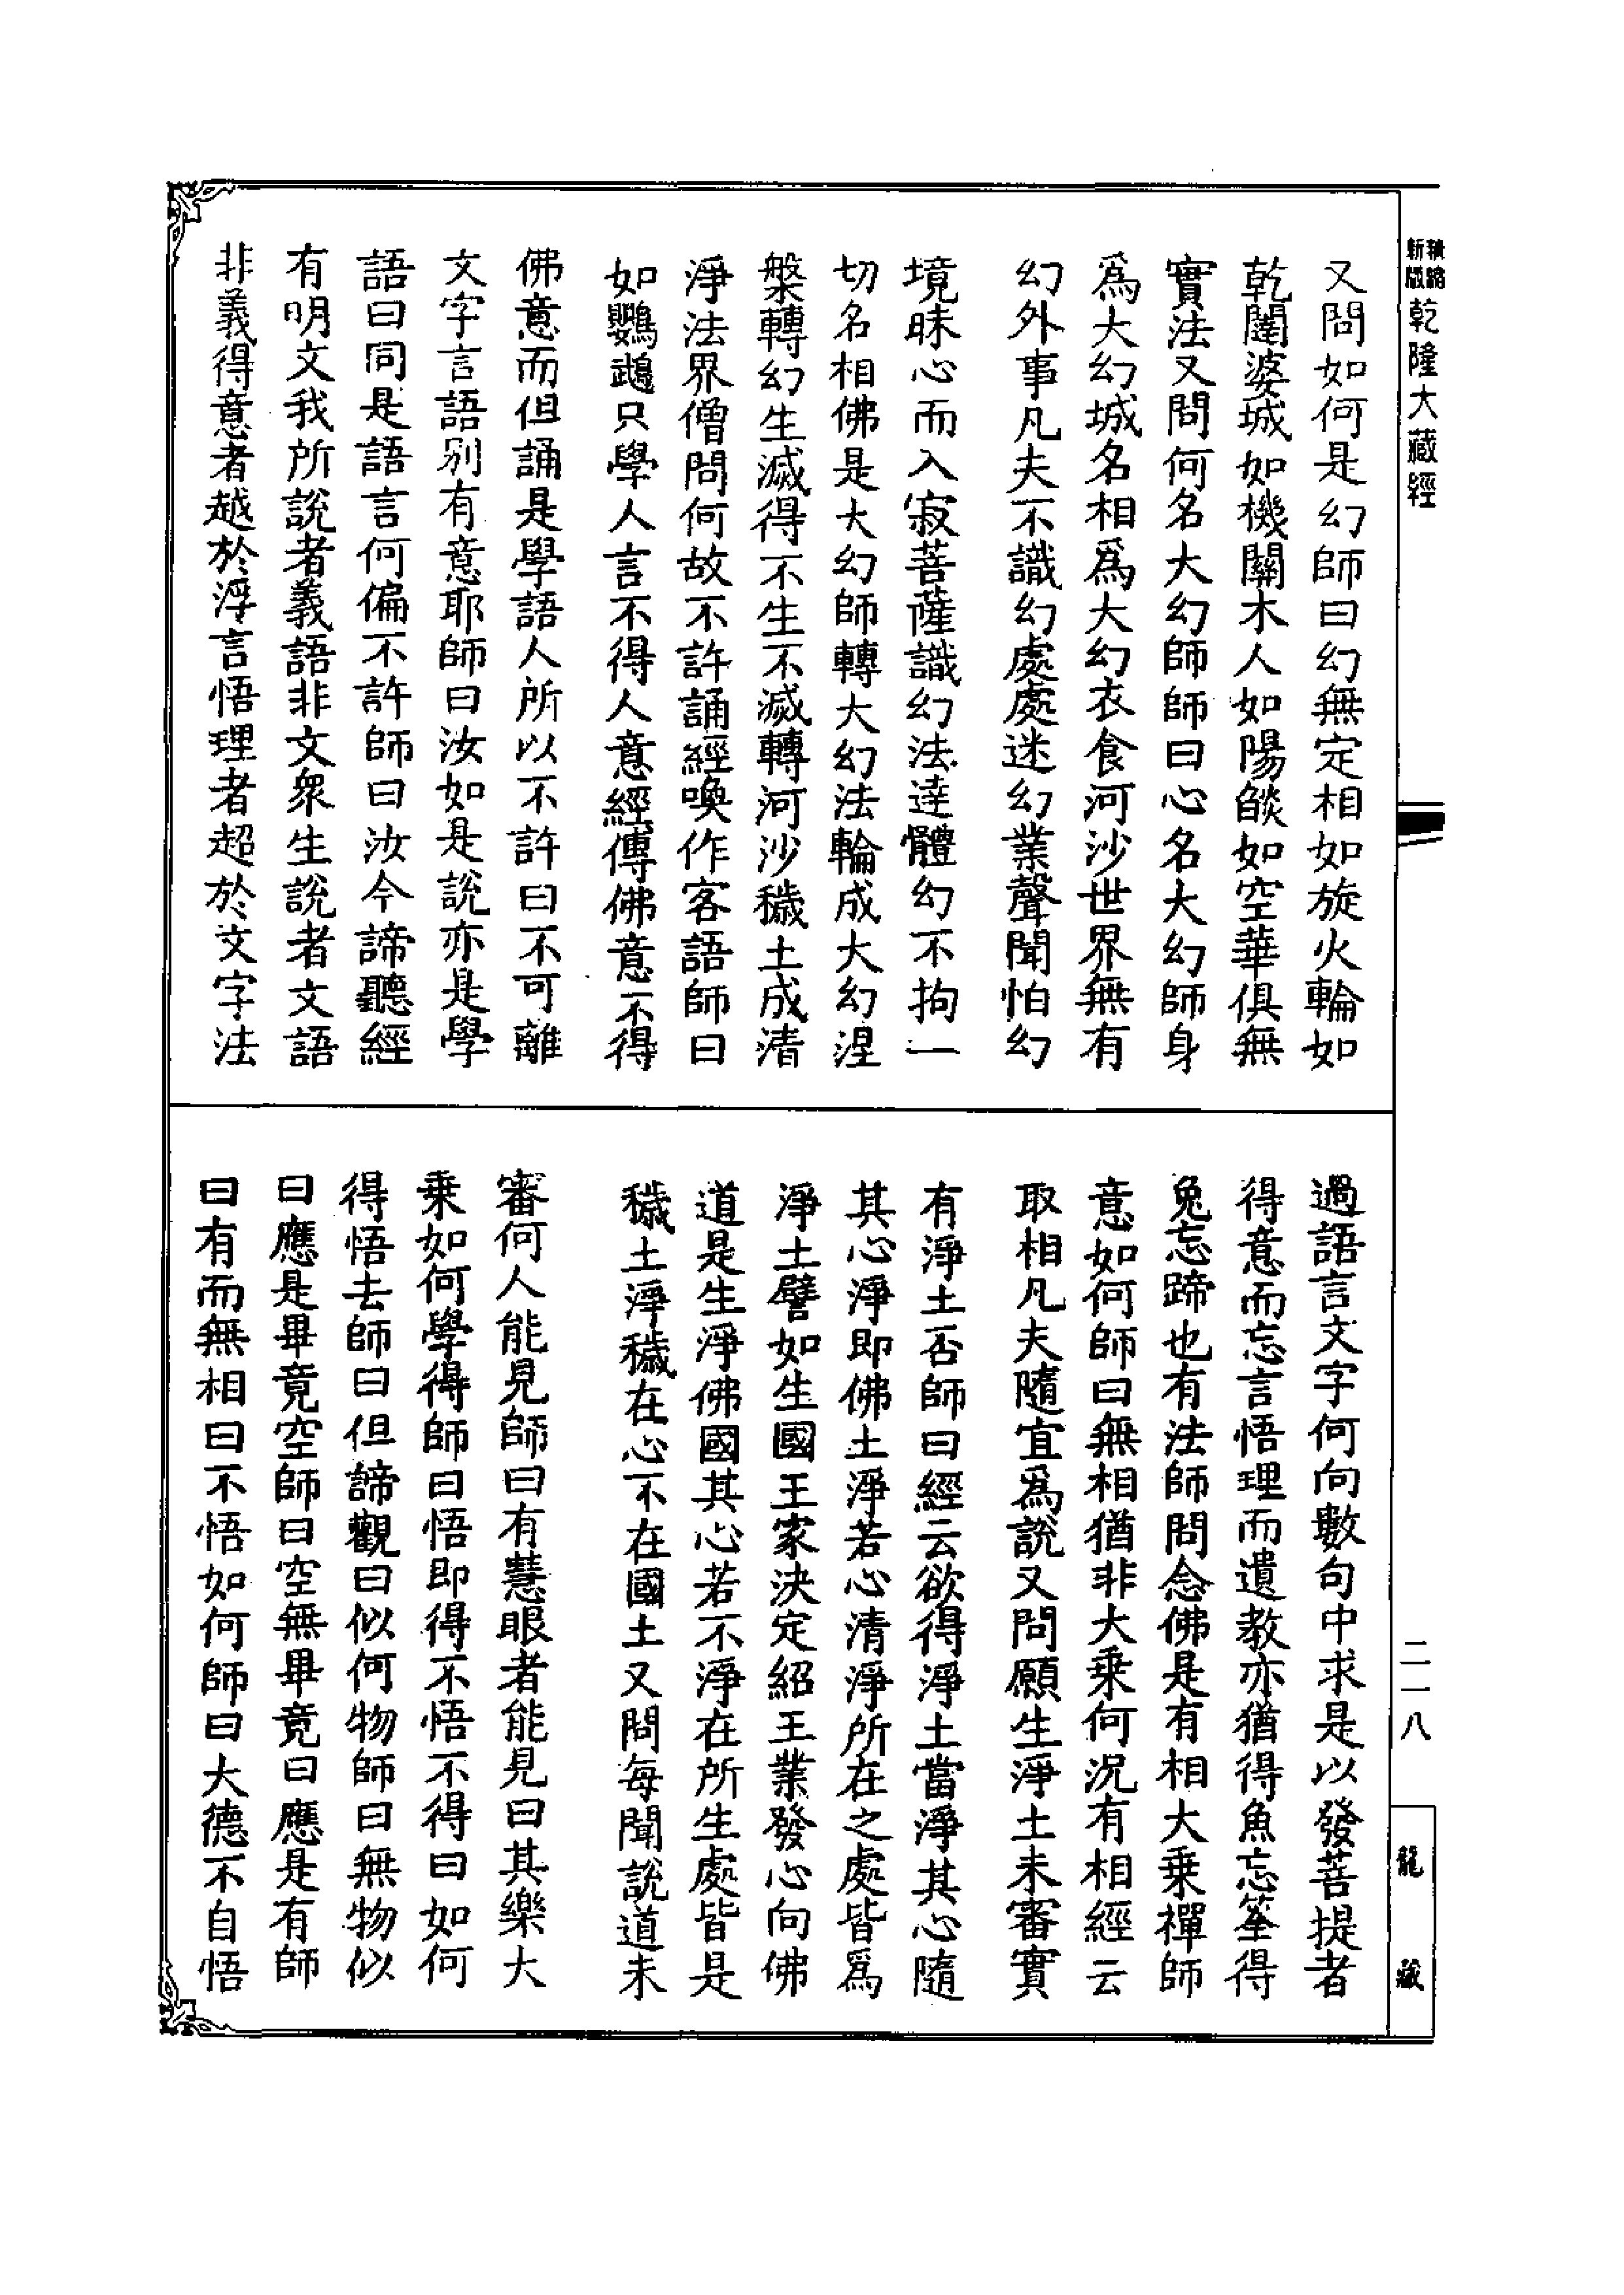 新版
乾隆大藏經
又問如何是幻師曰幻無定相如旋火輪如
乾闥婆城如機關木人如陽燄如空華俱無
實法又問何名大幻師師曰心名大幻師身
爲大幻城名相爲大幻衣食河沙世界無有
幻外事凡夫不識幻處處迷幻業聲聞怕幻
境昧心而入寂菩薩識幻法達體幻不拘一
切名相佛是大幻師轉大幻法輪成大幻涅
槃轉幻生滅得不生不滅轉河沙穢土成清
淨法界僧問何故不許誦經喚作客語師曰
如鸚鵡只學人言不得人意經傳佛意不得
佛意而但誦是學語人所以不許曰不可離
文字言語別有意耶師曰汝如是說亦是學
語曰同是語言何偏不許師曰汝今諦聽經
有明文我所說者義語非文眾生說者文語
非義得意者越於浮言悟理者超於文字法
過語言文字何向數句中求是以發菩提者
得意而忘言悟理而遺教亦猶得魚忘筌得
兔忘蹄也有法師問念佛是有相大乘禪師
意如何師曰無相猶非大乘何況有相經云
取相凡夫隨宜爲說又問願生淨土未審實
有淨土否師曰經云欲得淨土當淨其心隨
其心淨即佛土淨若心清淨所在之處皆爲
淨土譬如生國王家決定紹王業發心向佛
道是生淨佛國其心若不淨在所生處皆是
穢土淨穢在心不在國土又問每聞說道未
審何人能見師曰有慧眼者能見曰其樂大
乘如何學得師曰悟即得不悟不得曰如何
得悟去師曰但諦觀曰似何物師曰無物似
曰應是畢竟空師曰空無畢竟曰應是有師
曰有而無相曰不悟如何師曰大德不自悟
二一八
龍藏